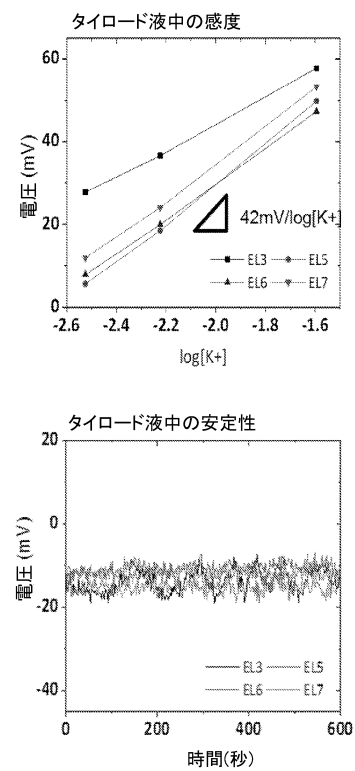 タイロード液中の感度
電圧 (mV)
60
40
20
0
42mV/log[K+]
EL3 EL5
EL6 EL7
-2.6 -2.4 -2.2 -2.0 -1.8 -1.6
log[K+]
タイロード液中の安定性
電圧 (mV)
20
0
-20
-40
EL3 EL5
EL6 EL7
0 200 400 600
時間(秒)